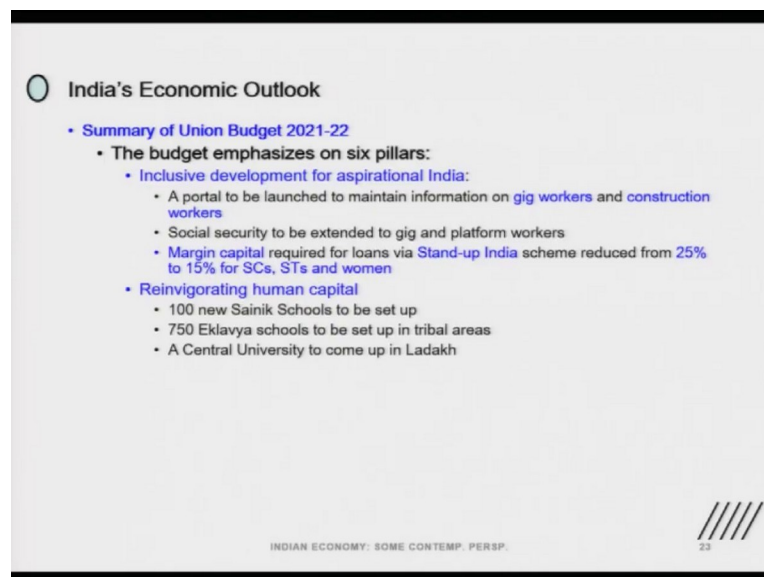 India's Economic Outlook
• Summary of Union Budget 2021-22
• The budget emphasizes on six pillars:
• Inclusive development for aspirational India:
• A portal to be launched to maintain information on gig workers and construction
workers
• Social security to be extended to gig and platform workers
• Margin capital required for loans via Stand-up India scheme reduced from 25%
to 15% for SCs, STs and women
• Reinvigorating human capital
• 100 new Sainik Schools to be set up
• 750 Eklavya schools to be set up in tribal areas
• A Central University to come up in Ladakh
INDIAN ECONOMY: SOME CONTEMP. PERSP.
23